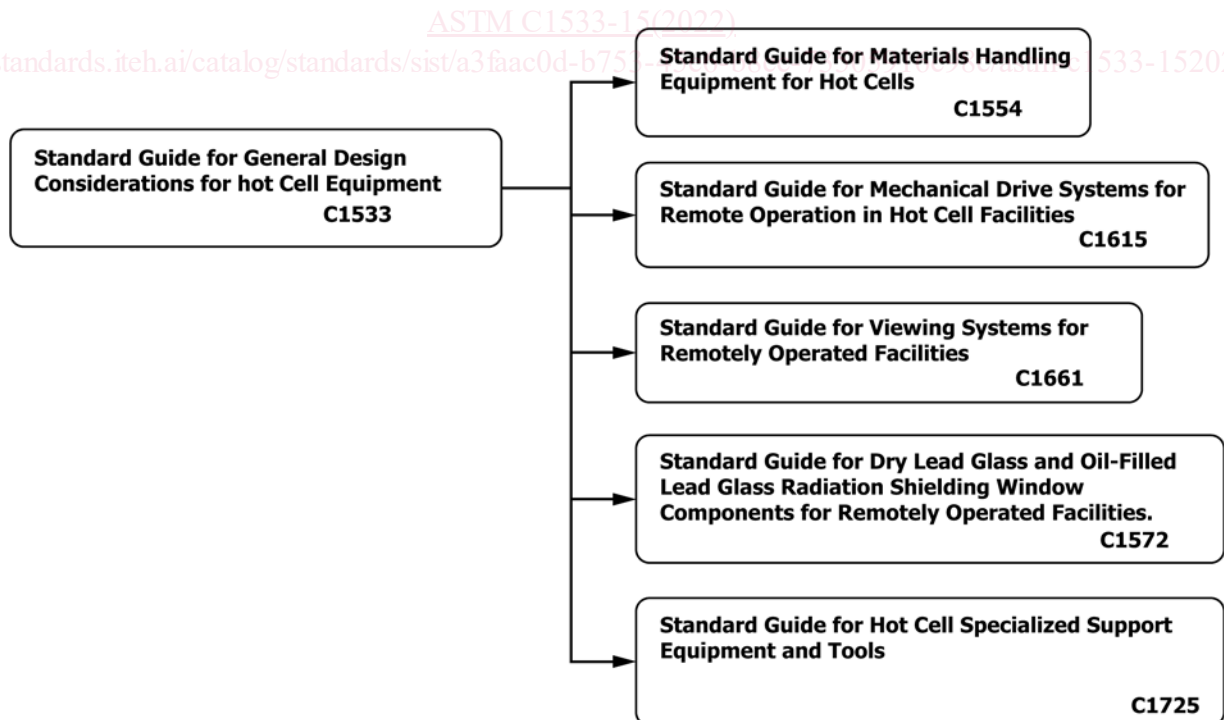 ASTM C1533-15(2022)
Standard Guide for Materials Handling
Equipment for Hot Cells
C1554
Standard Guide for General Design
Considerations for hot Cell Equipment
C1533
Standard Guide for Mechanical Drive Systems for
Remote Operation in Hot Cell Facilities
C1615
Standard Guide for Viewing Systems for
Remotely Operated Facilities
C1661
Standard Guide for Dry Lead Glass and Oil-Filled
Lead Glass Radiation Shielding Window
Components for Remotely Operated Facilities.
C1572
Standard Guide for Hot Cell Specialized Support
Equipment and Tools
C1725